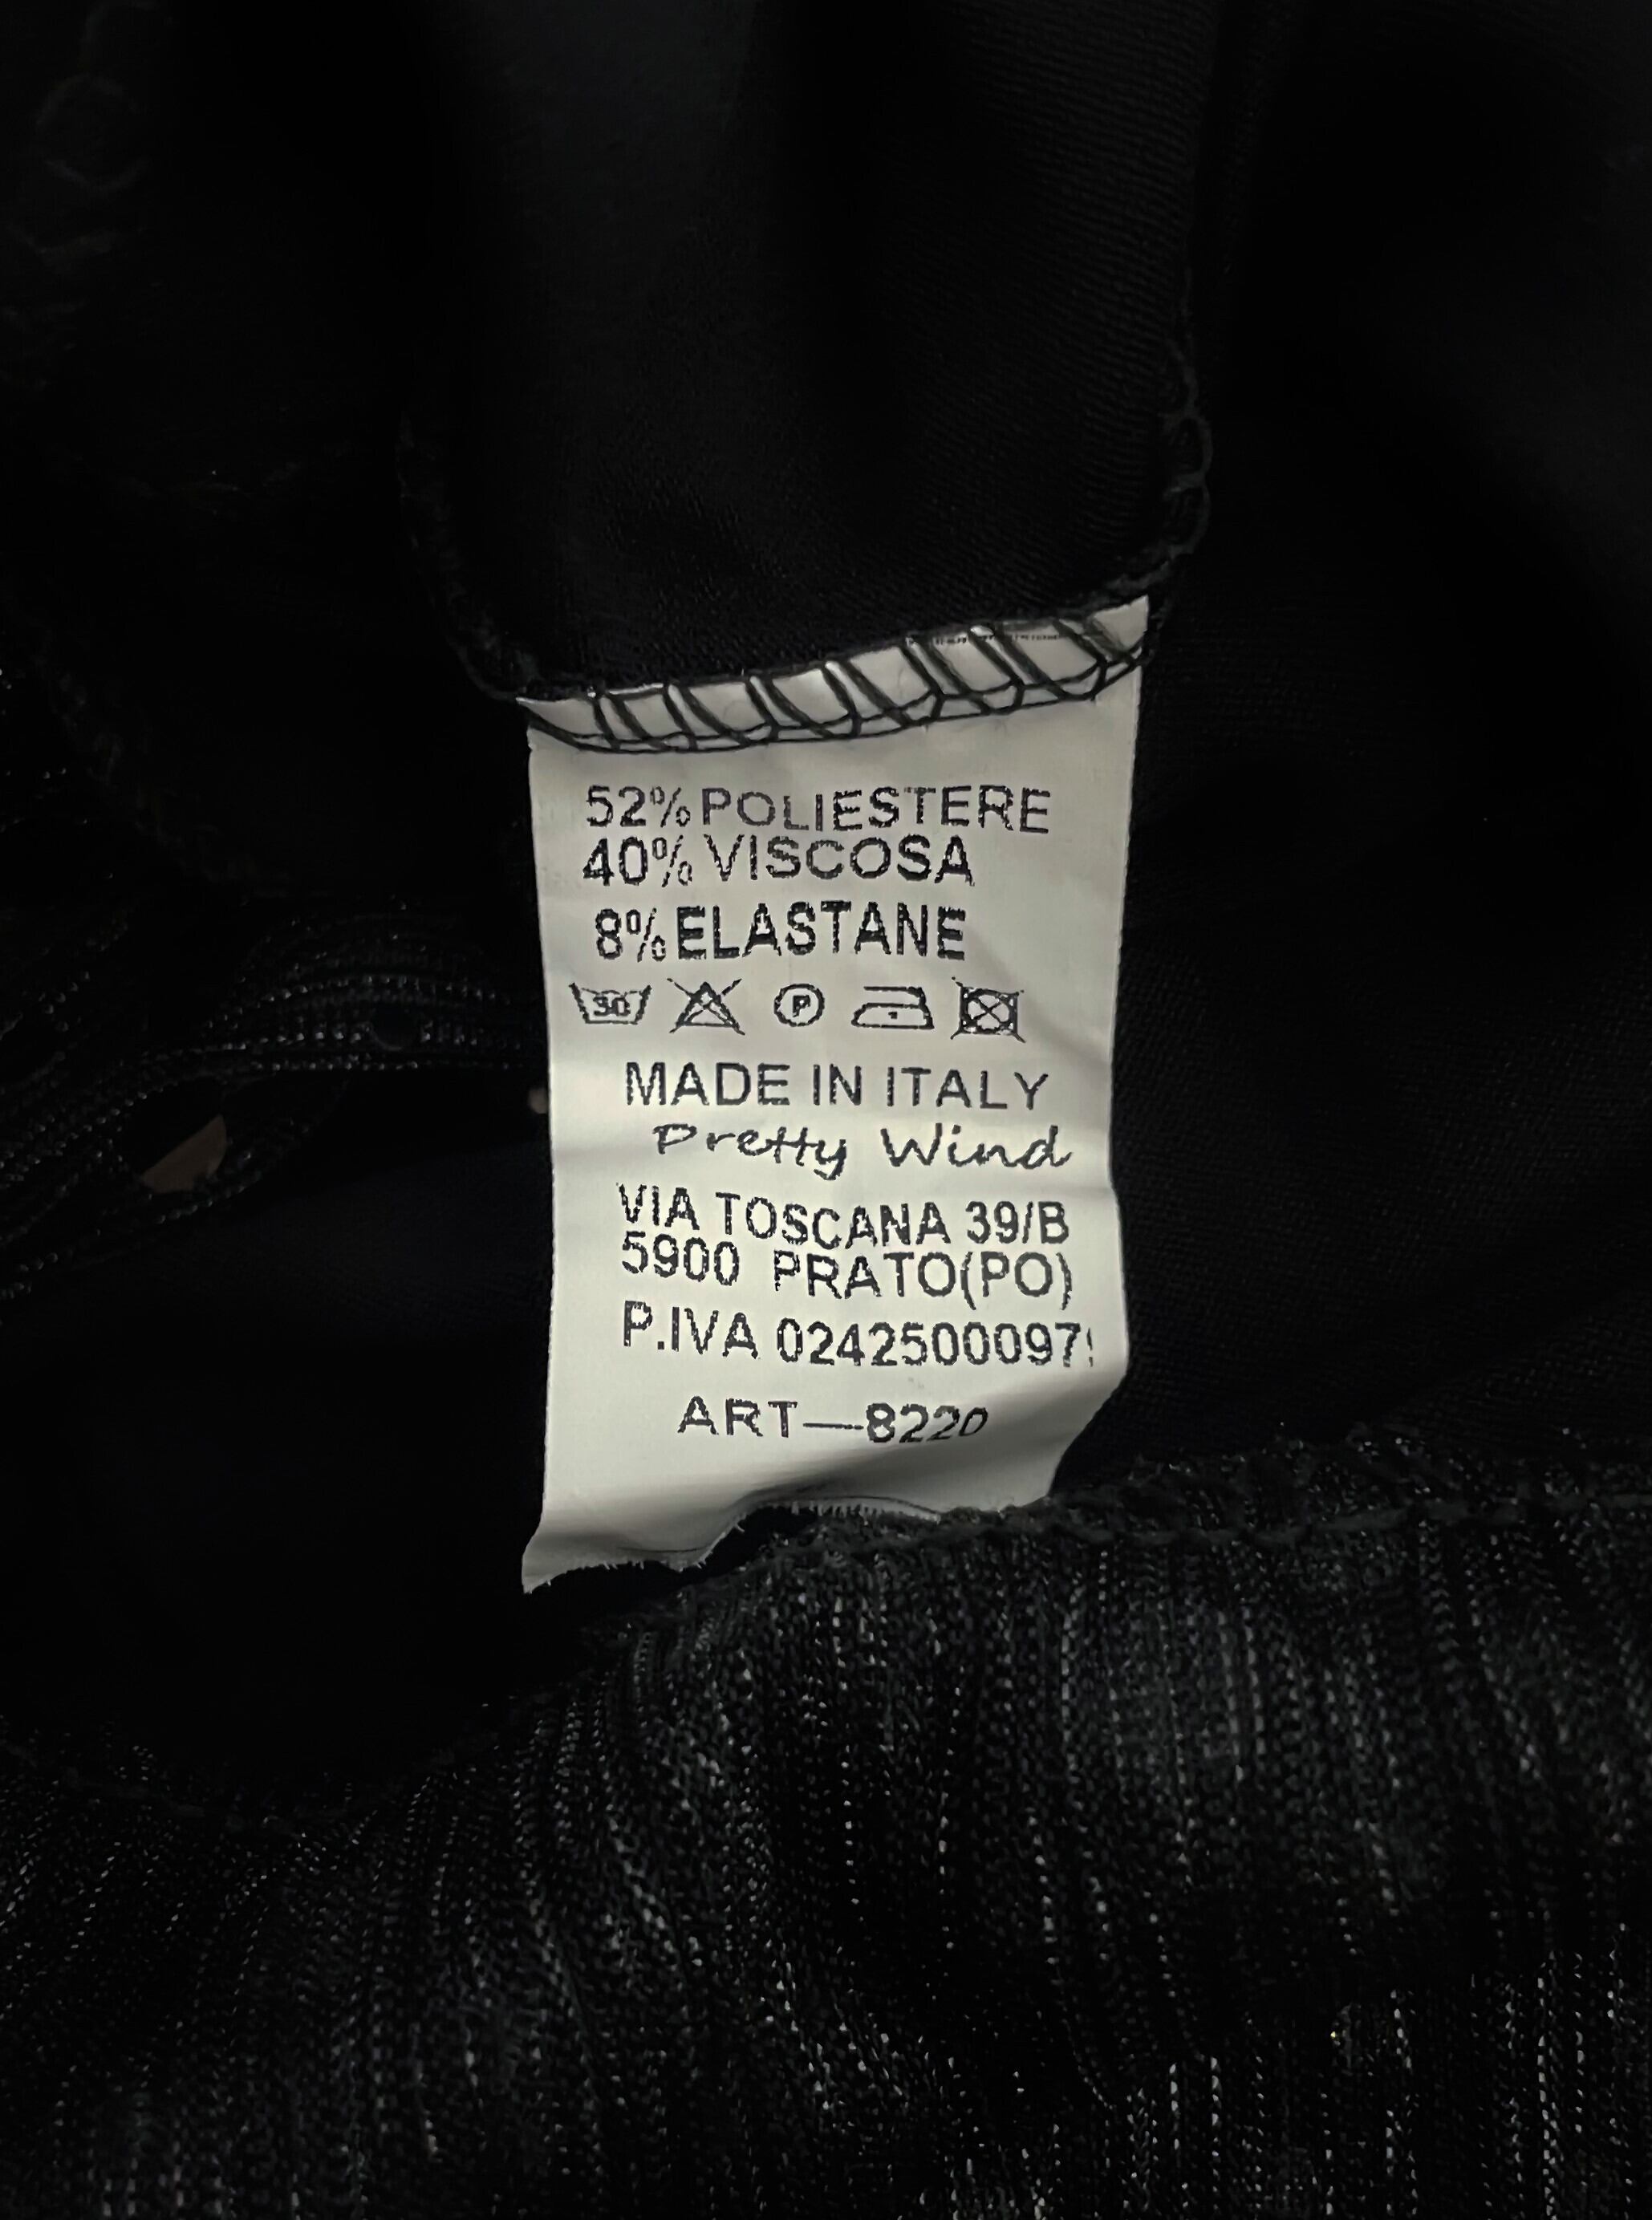 52% POLIESTERE
40% VISCOSA
8% ELASTANE
30 P
MADE IN ITALY
Pretty Wind
VIA TOSCANA 39/B
5900 PRATO(PO)
P.IVA 0242500097
ART—8220